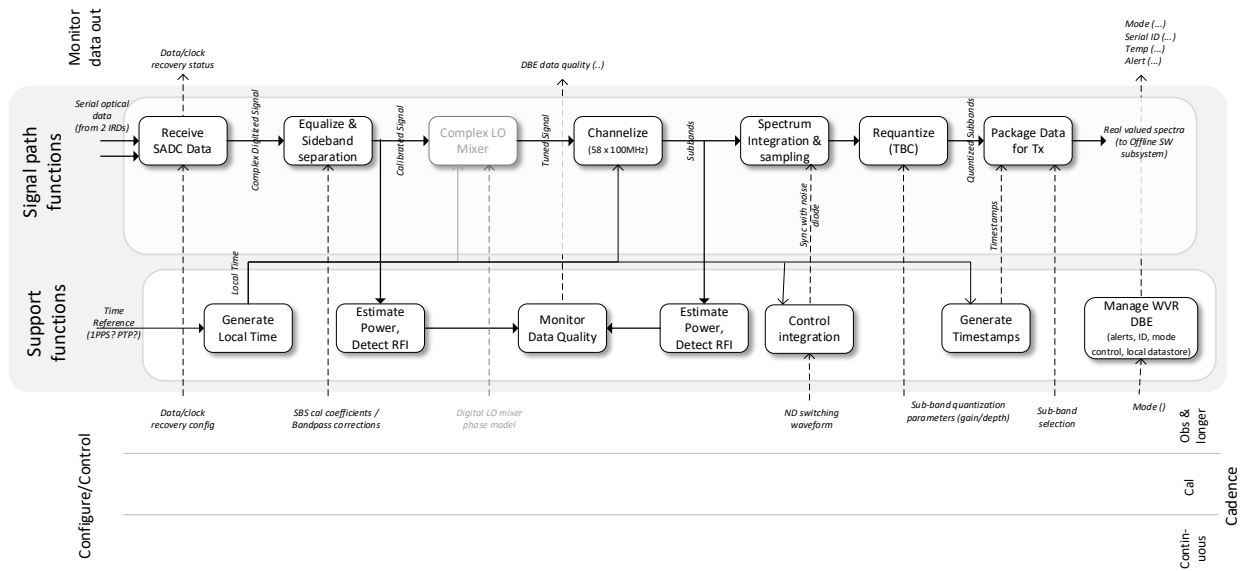 Monitor
data out
Data/clock
recovery status
DBE data quality (..)
Mode (...)
Serial ID (...)
Temp (...)
Alert (...)
Signal path
functions
Serial optical
data
(from 2 IRDs)
Receive
SADC Data
Complex Digitized Signal
Equalize &
Sideband
separation
Calibrated Signal
Complex LO
Mixer
Tuned Signal
Channelize
(58 x 100MHz)
Subbands
Spectrum
Integration &
sampling
Requantize
(TBC)
Quantized Subbands
Package Data
for Tx
Real valued spectra
(to Offline SW
subsystem)
Sync with noise
diode
Timestamps
Local Time
Support
functions
Time
Reference
(1PPS? PTP?)
Generate
Local Time
Estimate
Power,
Detect RFI
Monitor
Data Quality
Estimate
Power,
Detect RFI
Control
integration
Generate
Timestamps
Manage WVR
DBE
(alerts, ID, mode
control, local datastore)
Configure/Control
Data/clock
recovery config
SBS cal coefficients /
Bandpass corrections
Digital LO mixer
phase model
ND switching
waveform
Sub-band quantization
parameters (gain/depth)
Sub-band
selection
Mode ()
Obs &
longer
Cal
Contin-
uous
Cadence